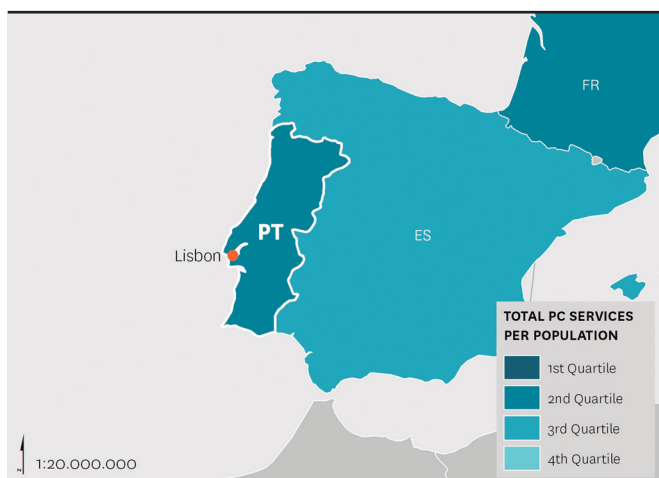 FR
PT
Lisbon
ES
TOTAL PC SERVICES
PER POPULATION
1st Quartile
2nd Quartile
3rd Quartile
4th Quartile
N
1:20.000.000